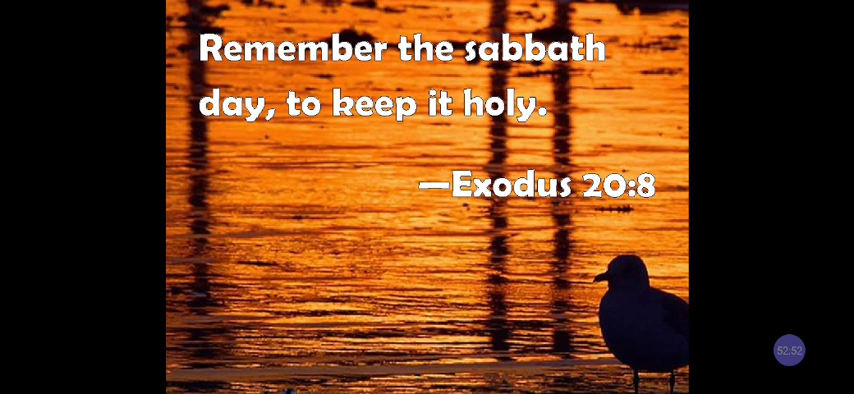 Remember the sabbath
day, to keep it holy.
—Exodus 20:8
52:52